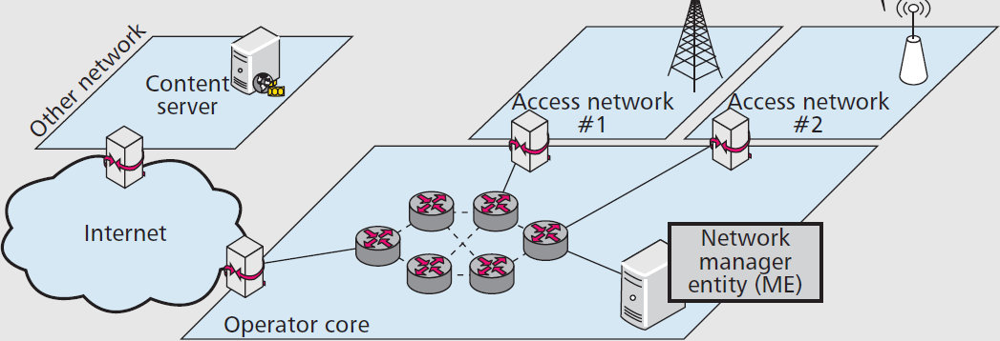 Other network
Content
server
Access network
#1
Access network
#2
Internet
Network
manager
entity (ME)
Operator core